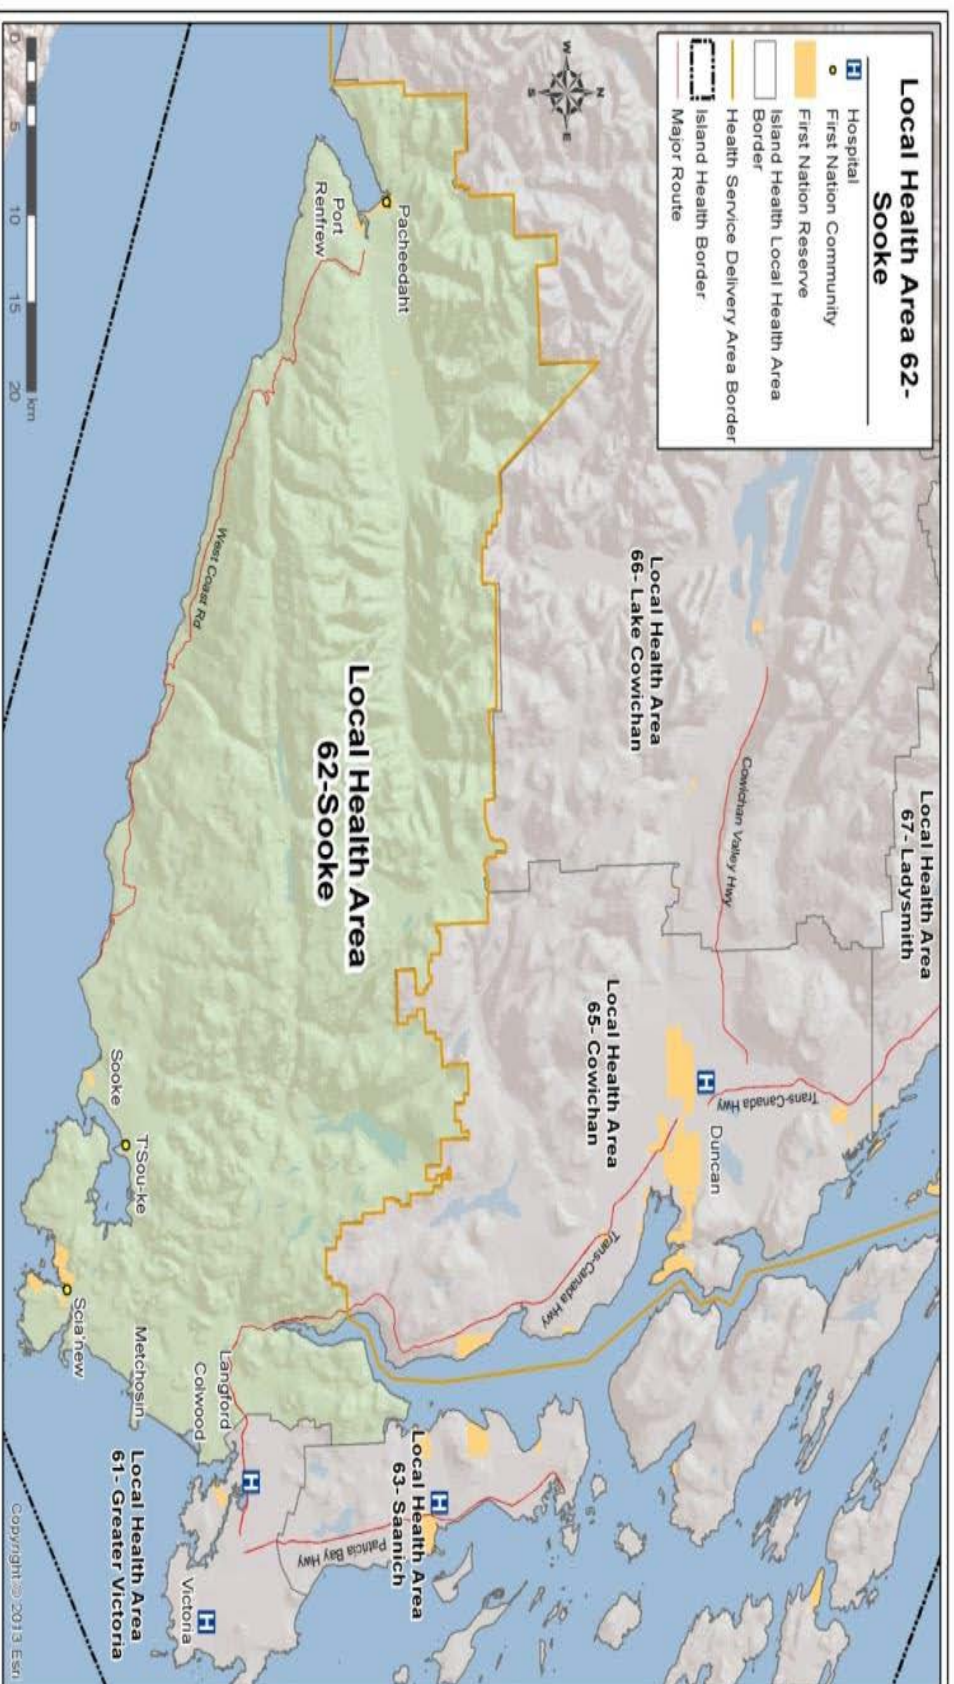 Local Health Area 62-
Sooke
Hospital
First Nation Community
First Nation Reserve
Island Health Local Health Area
Border
Health Service Delivery Area Border
Island Health Border
Major Route
N
W
E
S
Local Health Area
67- Ladysmith
Local Health Area
66- Lake Cowichan
Cowichan Valley Hwy
Local Health Area
65- Cowichan
H
Trans-Canada Hwy
Duncan
Trans-Canada Hwy
Pacheedaht
Port
Renfrew
West Coast Rd
Local Health Area
62-Sooke
Sooke
T'Sou-ke
Scia'new
Metchosin
Langford
Colwood
Local Health Area
63- Saanich
H
Patricia Bay Hwy
H
Victoria
H
Local Health Area
61- Greater Victoria
0 5 10 15 20
km
Copyright:© 2013 Esri